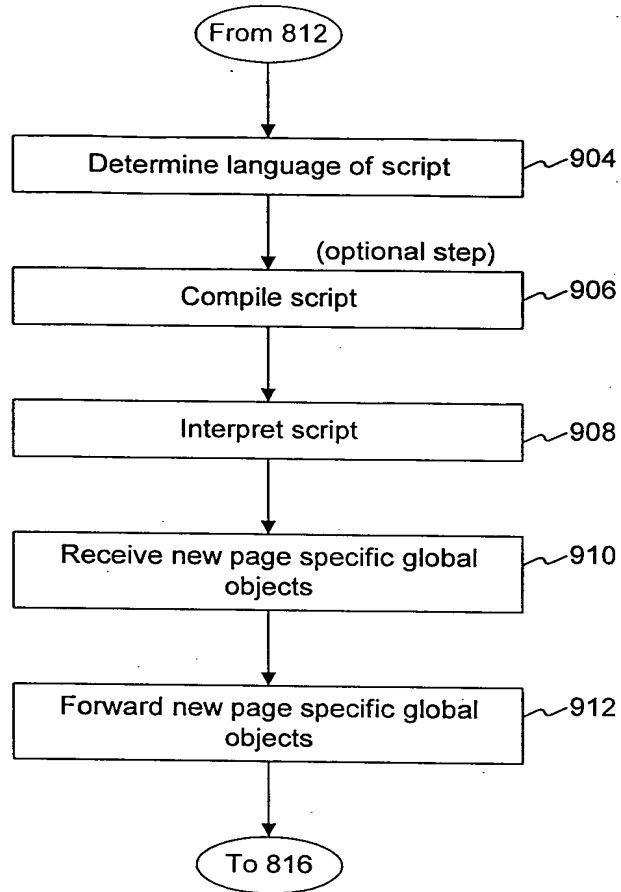 From 812
Determine language of script
904
(optional step)
Compile script
906
Interpret script
908
Receive new page specific global
objects
910
Forward new page specific global
objects
912
To 816